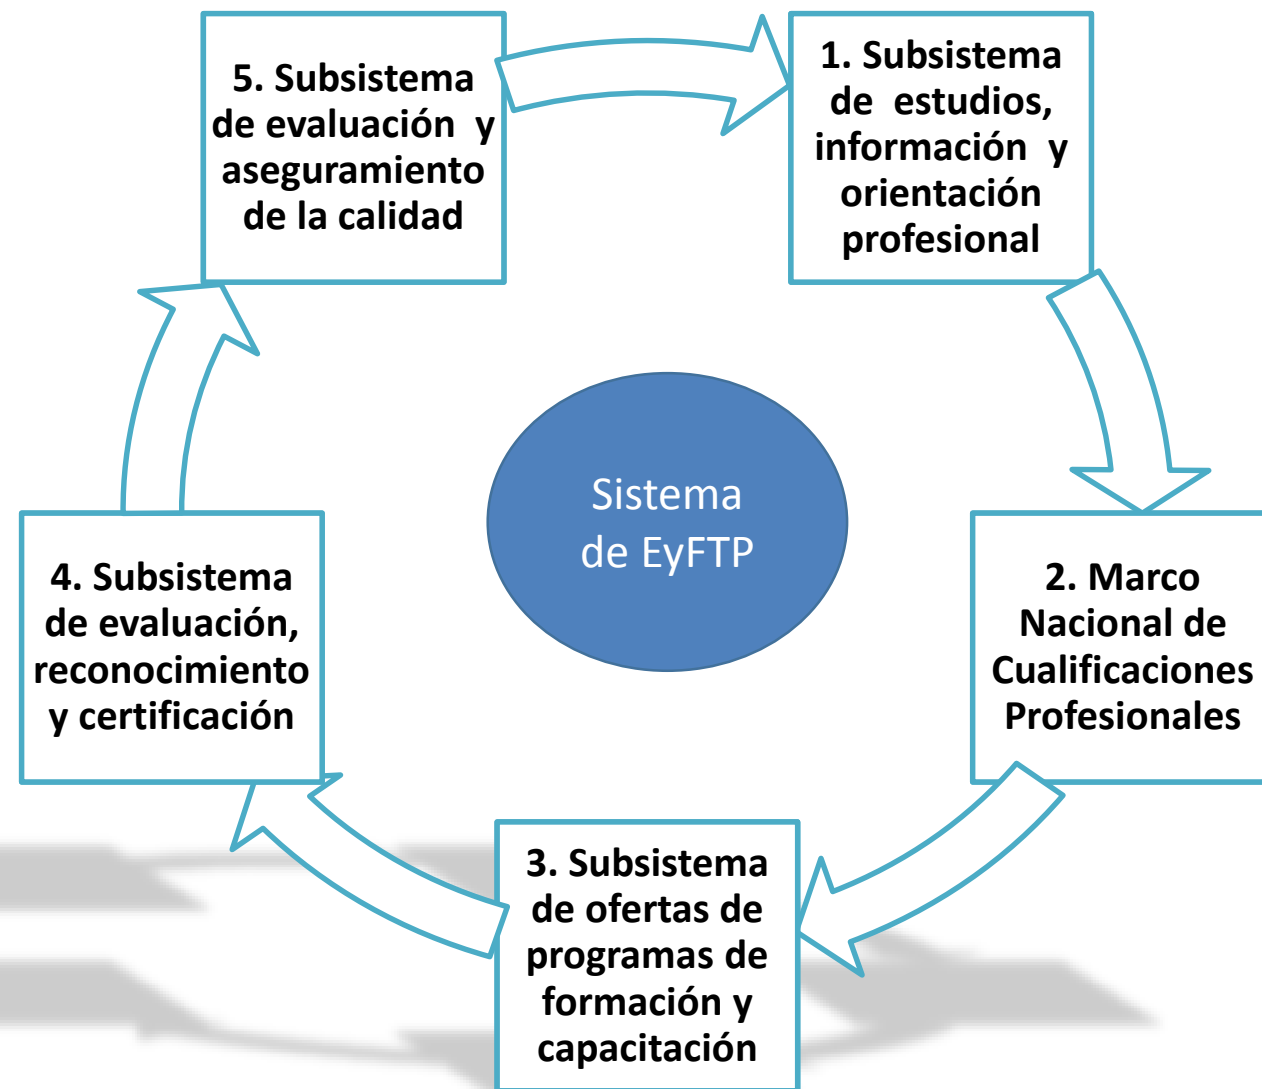 5. Subsistema
de evaluación y
aseguramiento
de la calidad
1. Subsistema
de estudios,
información y
orientación
profesional
Sistema
de EyFTP
4. Subsistema
de evaluación,
reconocimiento
y certificación
2. Marco
Nacional de
Cualificaciones
Profesionales
3. Subsistema
de ofertas de
programas de
formación y
capacitación